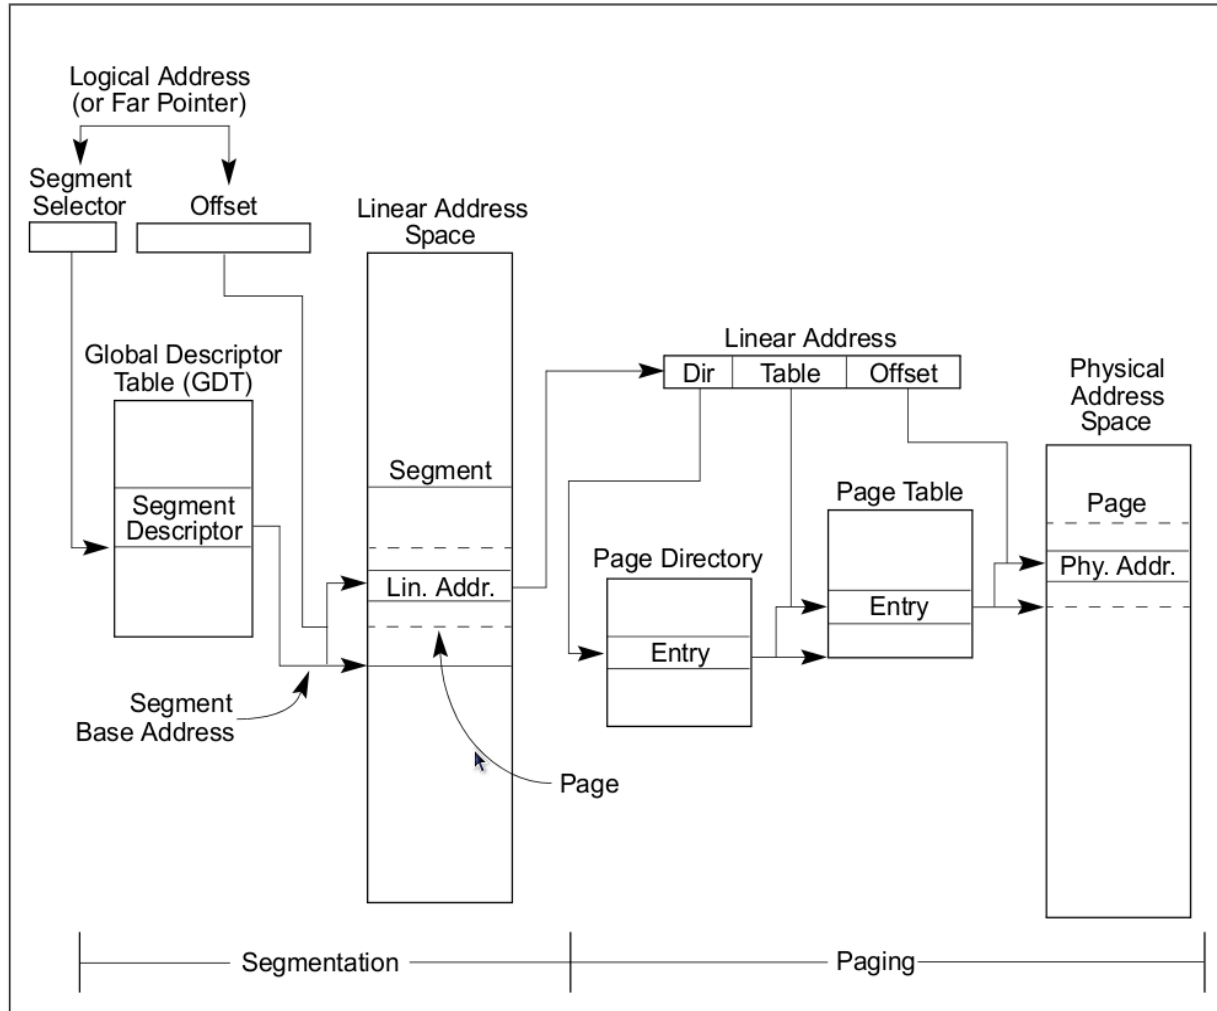 Logical Address
(or Far Pointer)
Segment
Selector
Offset
Linear Address
Space
Global Descriptor
Table (GDT)
Segment
Descriptor
Segment
Lin. Addr.
Segment
Base Address
Page
Linear Address
Dir
Table
Offset
Page Directory
Entry
Page Table
Entry
Physical
Address
Space
Page
Phy. Addr.
Segmentation
Paging